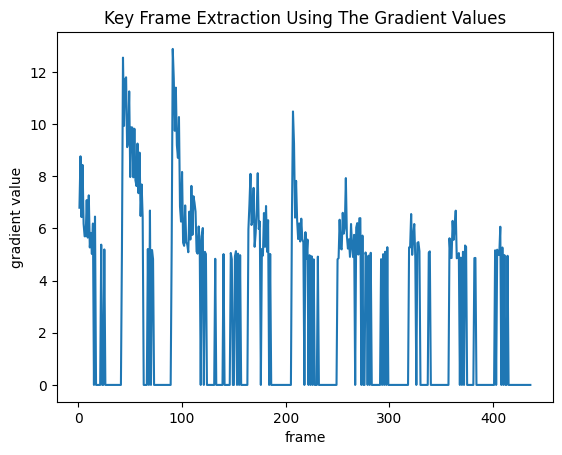 Key Frame Extraction Using The Gradient Values
gradient value
12
10
8
6
4
2
0
0 100 200 300 400
frame